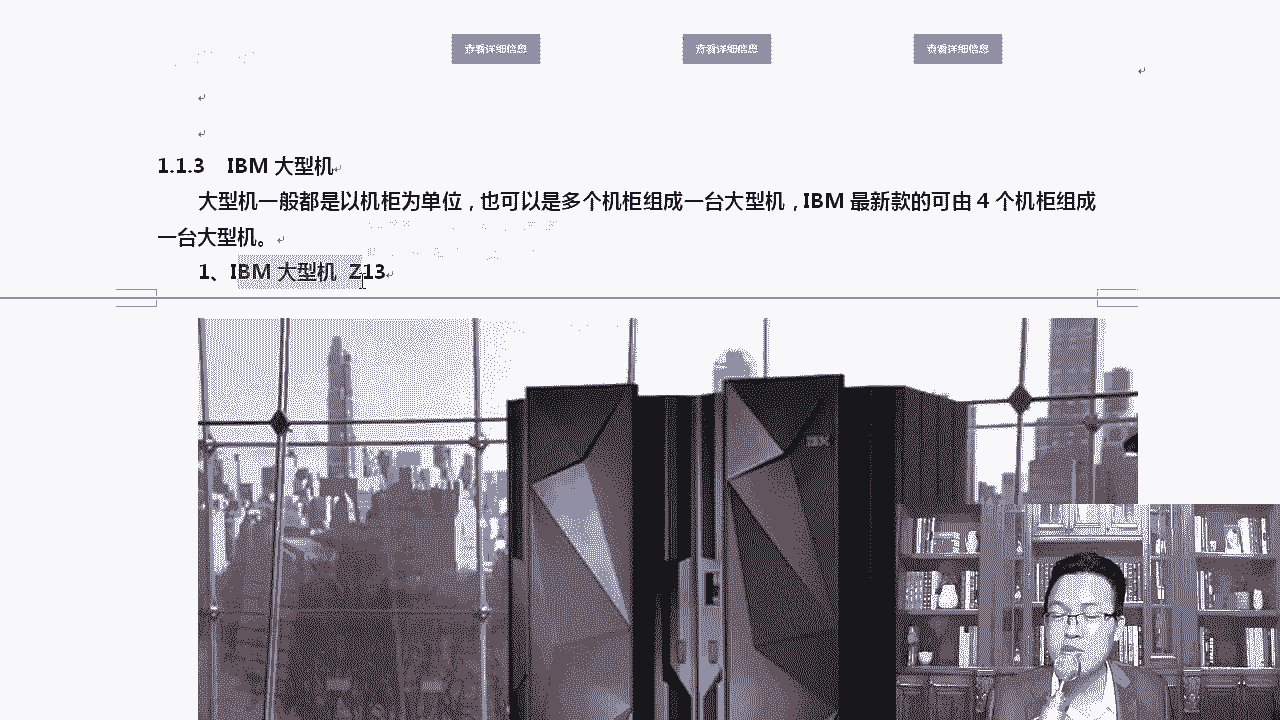 查看详细信息 查看详细信息 查看详细信息
1.1.3 IBM 大型机
大型机一般都是以机柜为单位，也可以是多个机柜组成一台大型机，IBM 最新款的可由 4 个机柜组成
一台大型机。
1、IBM 大型机 Z13
IBM